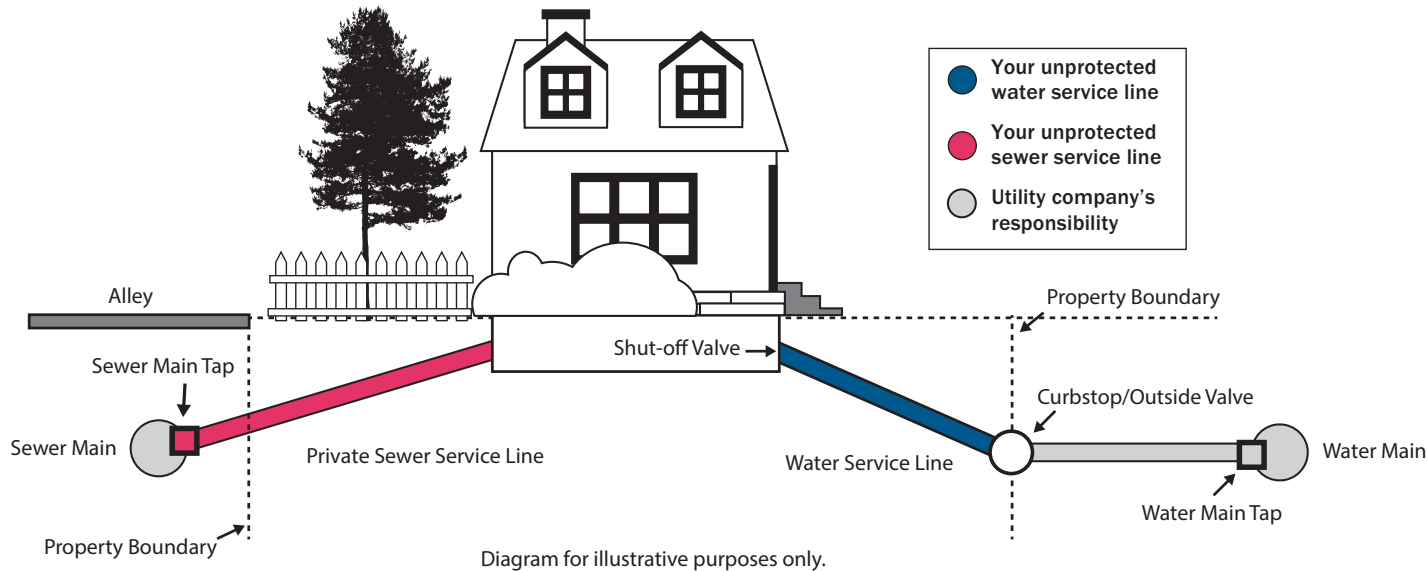 Your unprotected
water service line
Your unprotected
sewer service line
Utility company's
responsibility
Alley
Property Boundary
Shut-off Valve
Sewer Main Tap
Curbstop/Outside Valve
Sewer Main
Private Sewer Service Line
Water Service Line
Water Main
Water Main Tap
Property Boundary
Diagram for illustrative purposes only.